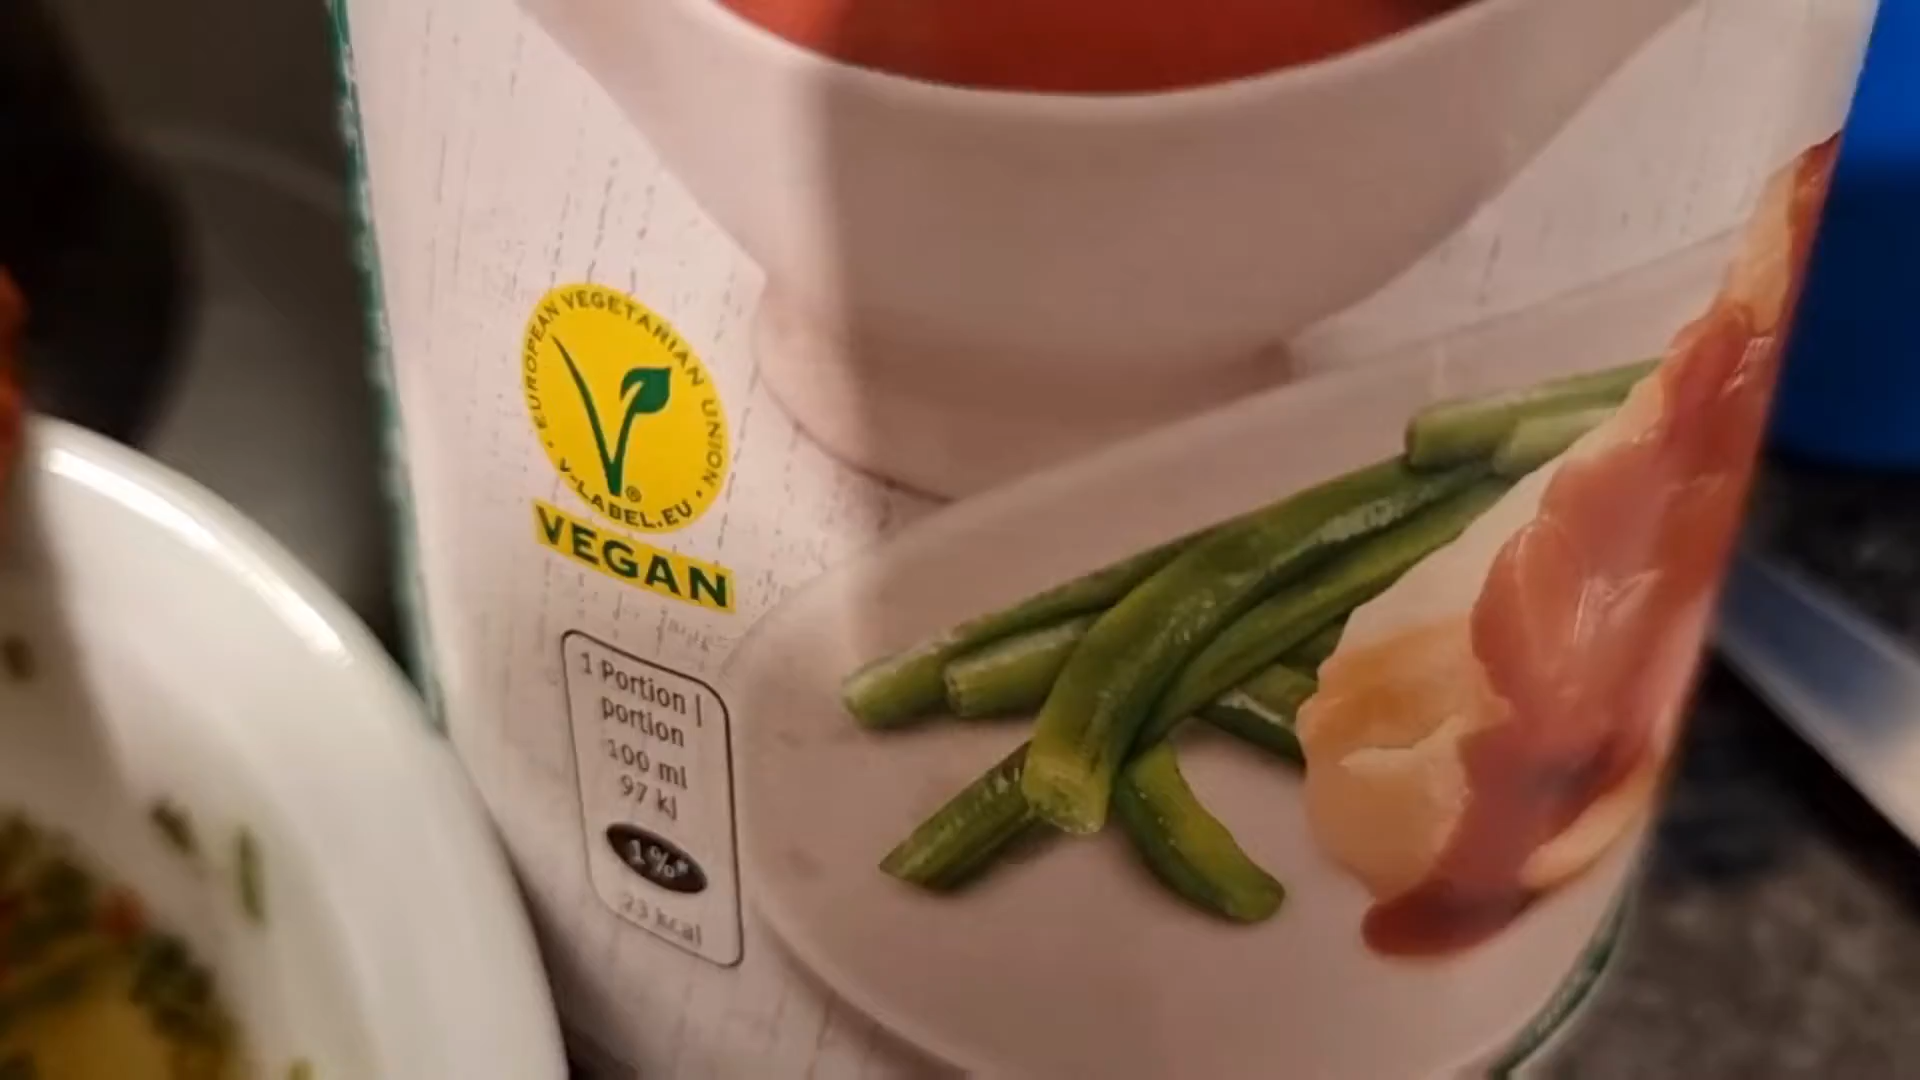 · EUROPEAN VEGETARIAN UNION ·
V-LABEL.EU
®
VEGAN
1 Portion |
portion
100 ml
97 kJ
1%*
23 kcal